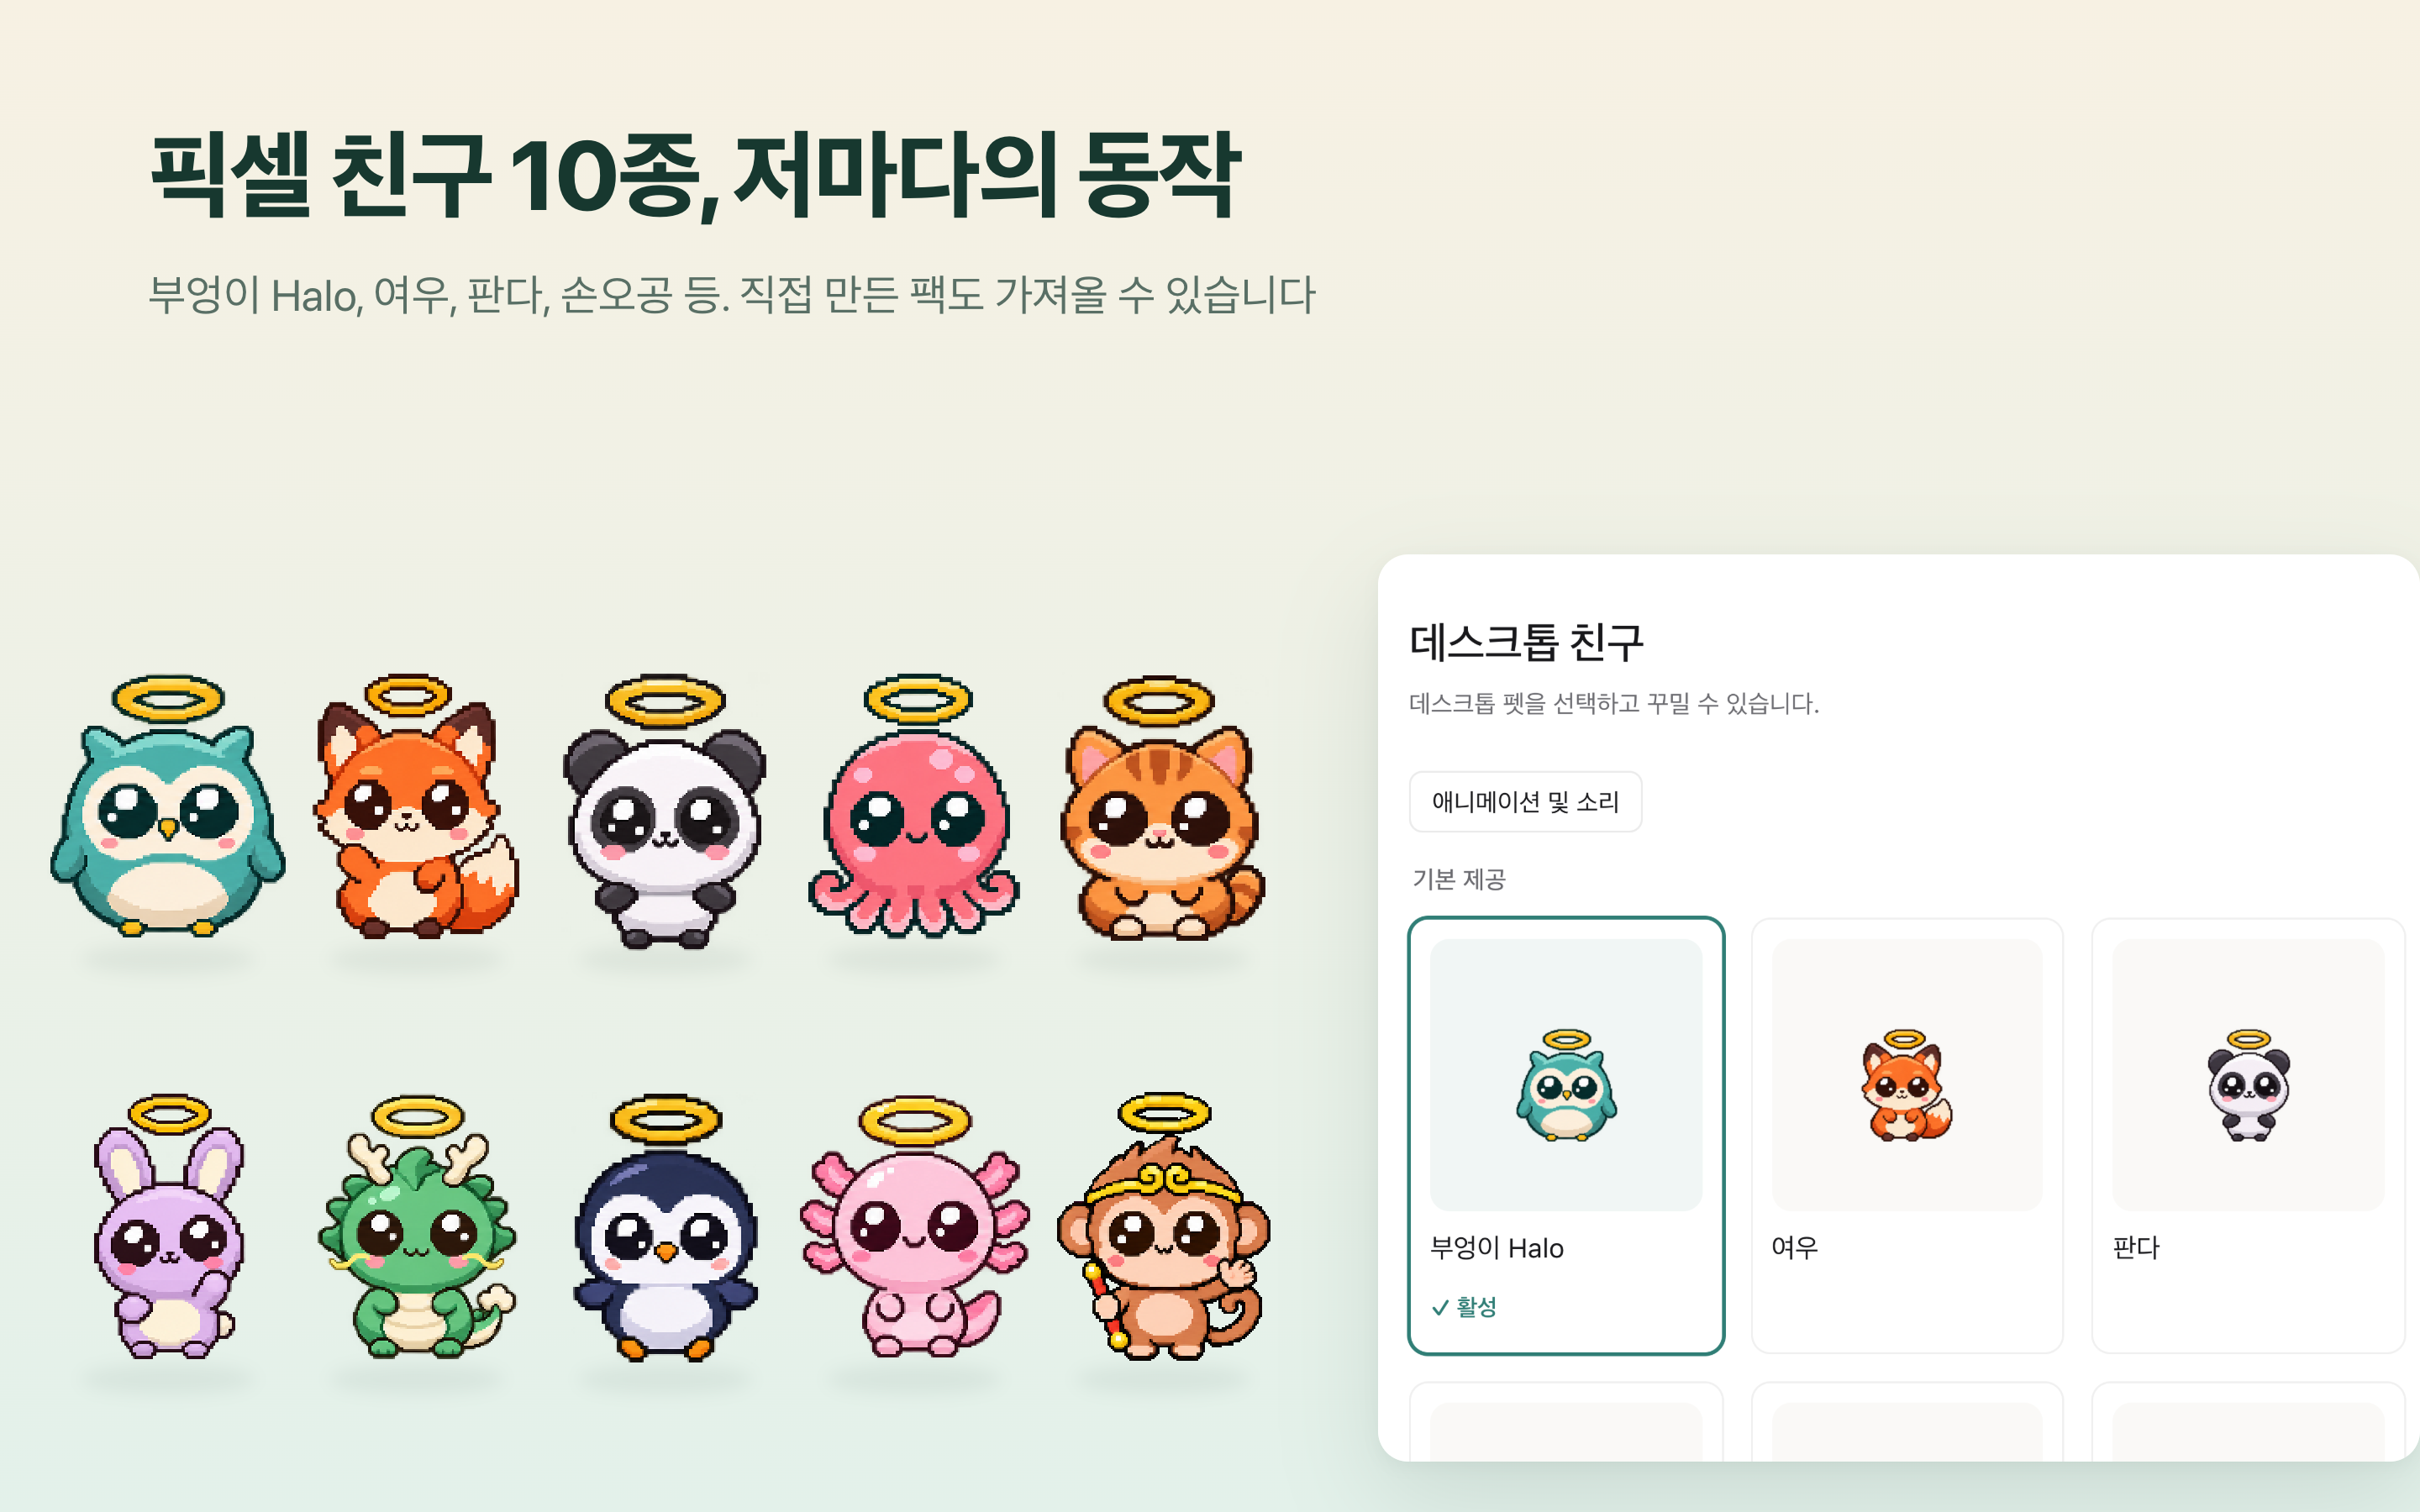 픽셀 친구 10종, 저마다의 동작
부엉이 Halo, 여우, 판다, 손오공 등. 직접 만든 팩도 가져올 수 있습니다
데스크톱 친구
데스크톱 펫을 선택하고 꾸밀 수 있습니다.
애니메이션 및 소리
기본 제공
부엉이 Halo
여우
판다
활성